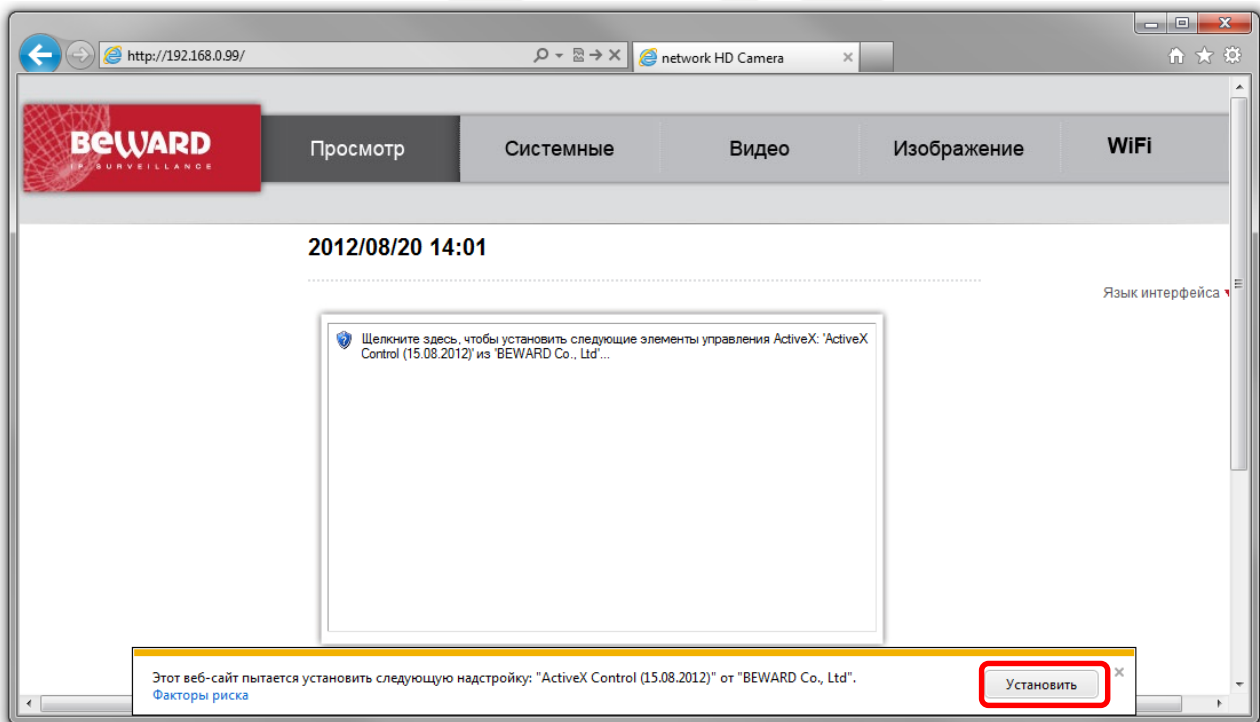 http://192.168.0.99/
network HD Camera
BEWARD
IP SURVEILLANCE
Просмотр
Системные
Видео
Изображение
WiFi
2012/08/20 14:01
Язык интерфейса
Щелкните здесь, чтобы установить следующие элементы управления ActiveX: 'ActiveX
Control (15.08.2012)' из 'BEWARD Co., Ltd'...
Этот веб-сайт пытается установить следующую надстройку: "ActiveX Control (15.08.2012)" от "BEWARD Co., Ltd".
Факторы риска
Установить